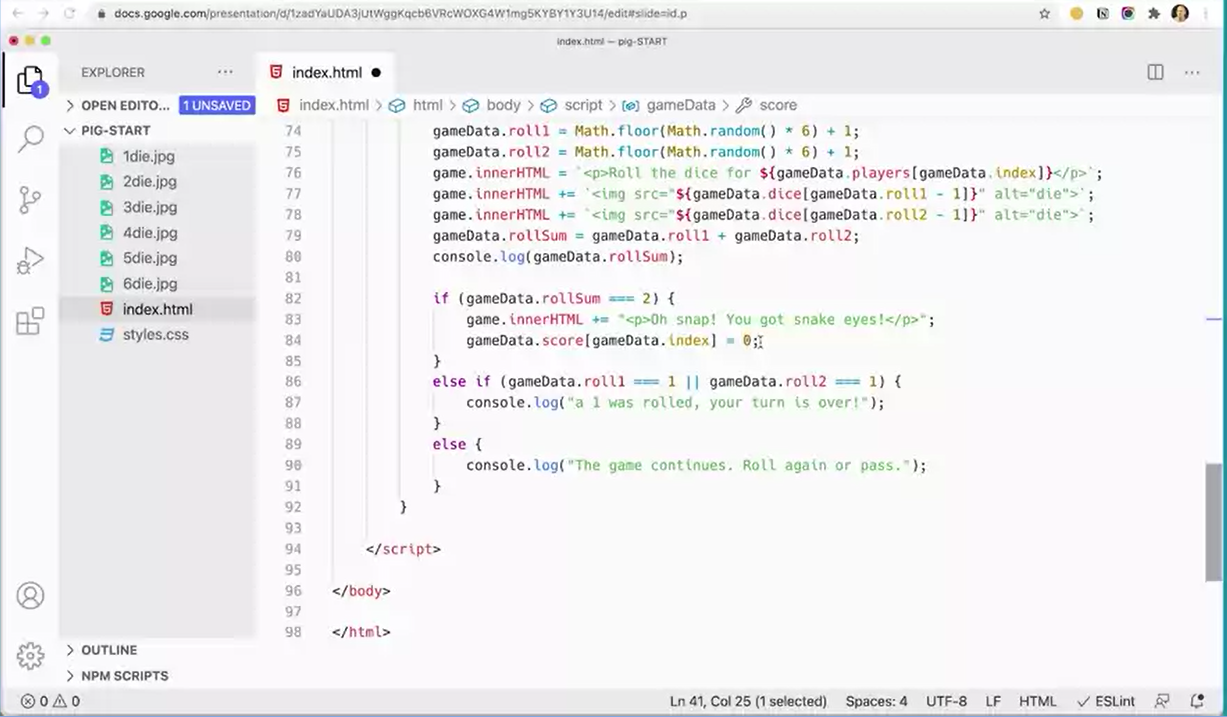 docs.google.com/presentation/d/1zadYaUDA3jUtWggKqcb6VRcWOXG4W1mg5KYBY1Y3U14/edit#slide=id.p
index.html — pig-START
EXPLORER
index.html
OPEN EDITO... 1 UNSAVED
index.html > html > body > script > gameData > score
PIG-START
1die.jpg
2die.jpg
3die.jpg
4die.jpg
5die.jpg
6die.jpg
index.html
styles.css
OUTLINE
NPM SCRIPTS
1
74 gameData.roll1 = Math.floor(Math.random() * 6) + 1;
75 gameData.roll2 = Math.floor(Math.random() * 6) + 1;
76 game.innerHTML = `<p>Roll the dice for ${gameData.players[gameData.index]}</p>`;
77 game.innerHTML += `<img src="${gameData.dice[gameData.roll1 - 1]}" alt="die">`;
78 game.innerHTML += `<img src="${gameData.dice[gameData.roll2 - 1]}" alt="die">`;
79 gameData.rollSum = gameData.roll1 + gameData.roll2;
80 console.log(gameData.rollSum);
81
82 if (gameData.rollSum === 2) {
83 game.innerHTML += "<p>Oh snap! You got snake eyes!</p>";
84 gameData.score[gameData.index] = 0;
85 }
86 else if (gameData.roll1 === 1 || gameData.roll2 === 1) {
87 console.log("a 1 was rolled, your turn is over!");
88 }
89 else {
90 console.log("The game continues. Roll again or pass.");
91 }
92 }
93
94 </script>
95
96 </body>
97
98 </html>
0 0 Ln 41, Col 25 (1 selected) Spaces: 4 UTF-8 LF HTML ESLint